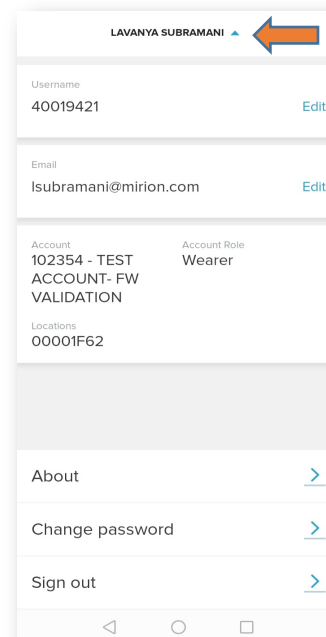 LAVANYA SUBRAMANI
Username
40019421 Edit
Email
lsubramani@mirion.com Edit
Account Account Role
102354 - TEST Wearer
ACCOUNT- FW
VALIDATION
Locations
00001F62
About
Change password
Sign out